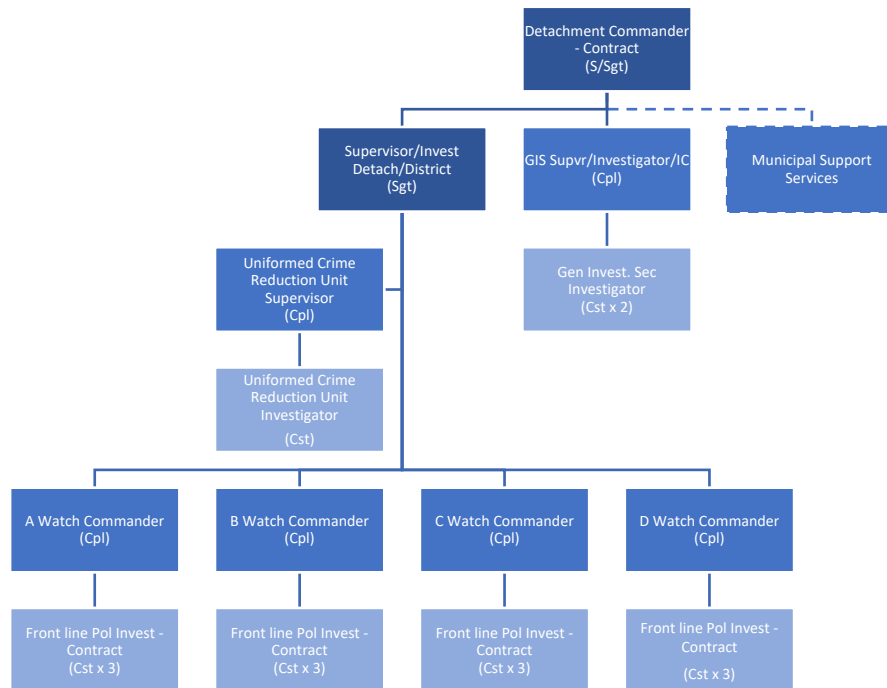 Detachment Commander
- Contract
(S/Sgt)
Supervisor/Invest
Detach/District
(Sgt)
GIS Supvr/Investigator/IC
(Cpl)
Municipal Support
Services
Uniformed Crime
Reduction Unit
Supervisor
(Cpl)
Gen Invest. Sec
Investigator
(Cst x 2)
Uniformed Crime
Reduction Unit
Investigator
(Cst)
A Watch Commander
(Cpl)
B Watch Commander
(Cpl)
C Watch Commander
(Cpl)
D Watch Commander
(Cpl)
Front line Pol Invest -
Contract
(Cst x 3)
Front line Pol Invest -
Contract
(Cst x 3)
Front line Pol Invest -
Contract
(Cst x 3)
Front line Pol Invest -
Contract
(Cst x 3)